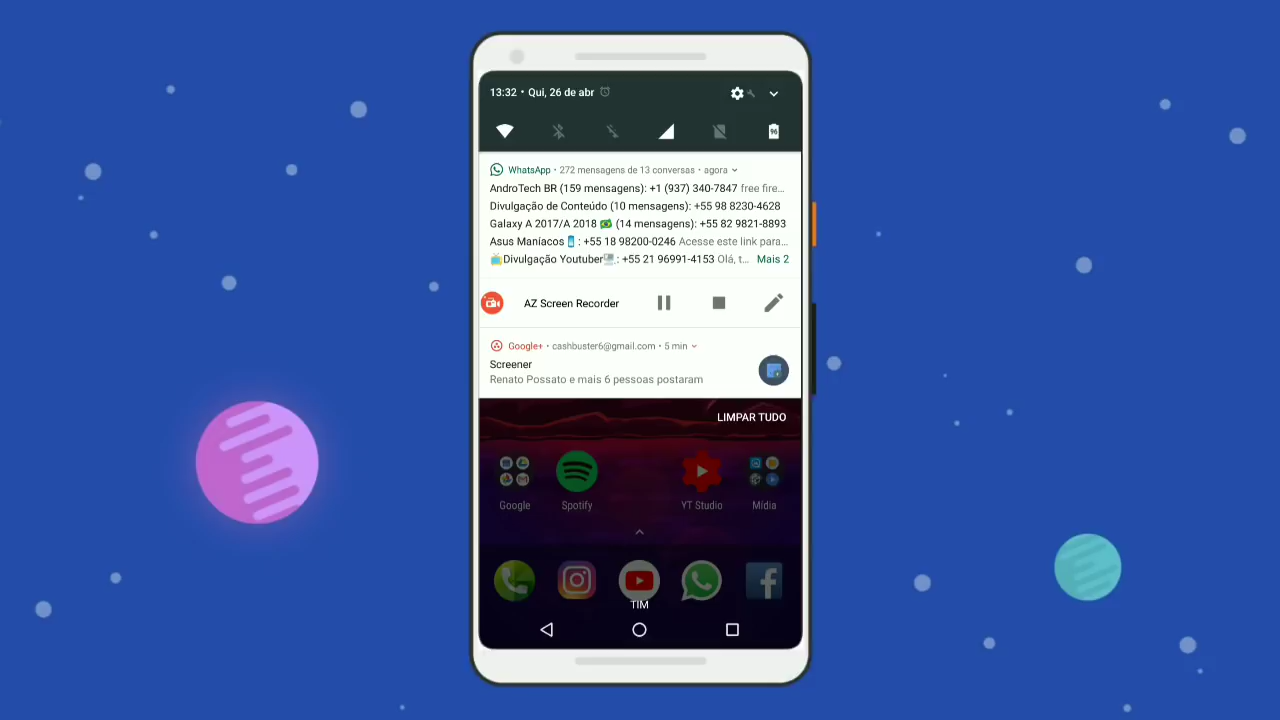 13:32 • Qui, 26 de abr
96
WhatsApp • 272 mensagens de 13 conversas • agora
AndroTech BR (159 mensagens): +1 (937) 340-7847 free fire...
Divulgação de Conteúdo (10 mensagens): +55 98 8230-4628
Galaxy A 2017/A 2018 🇧🇷 (14 mensagens): +55 82 9821-8893
Asus Maníacos📱: +55 18 98200-0246 Acesse este link para...
📺Divulgação Youtuber🖥: +55 21 96991-4153 Olá, t... Mais 2
AZ Screen Recorder
Google+ • cashbuster6@gmail.com • 5 min
Screener
Renato Possato e mais 6 pessoas postaram
LIMPAR TUDO
Google Spotify YT Studio Mídia
TIM